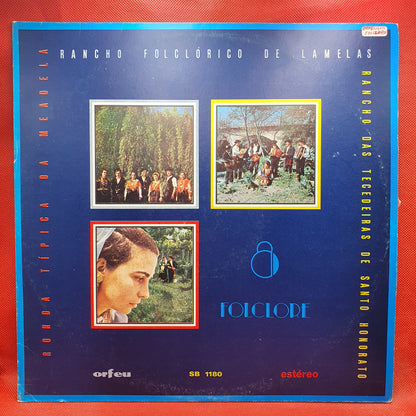 RANCHO FOLCLÓRICO DE LAMELAS
RANCHO DAS TECEDEIRAS DE SANTO HONORATO
RONDA TÍPICA DA MEADELA
FOLCLORE
orfeu
SB 1180
estéreo